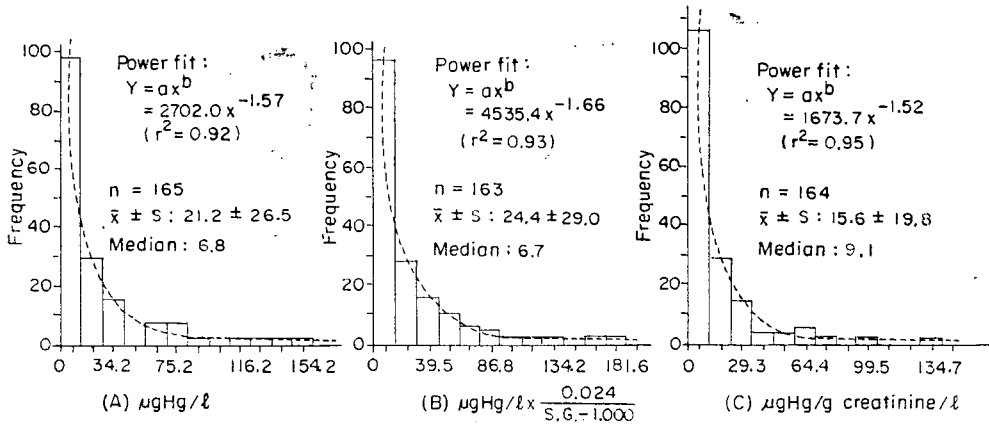 Frequency
100
80
60
40
20
0
Power fit :
Y = ax^b
= 2702.0 x^-1.57
( r^2 = 0.92 )
n = 165
x̄ ± S : 21.2 ± 26.5
Median : 6.8
0 34.2 75.2 116.2 154.2
(A) µgHg/ℓ
Frequency
100
80
60
40
20
0
Power fit :
Y = ax^b
= 4535.4 x^-1.66
( r^2 = 0.93 )
n = 163
x̄ ± S : 24.4 ± 29.0
Median : 6.7
0 39.5 86.8 134.2 181.6
(B) µgHg/ℓ x 0.024
S.G. - 1.000
Frequency
100
80
60
40
20
0
Power fit :
Y = ax^b
= 1673.7 x^-1.52
( r^2 = 0.95 )
n = 164
x̄ ± S : 15.6 ± 19.8
Median : 9.1
0 29.3 64.4 99.5 134.7
(C) µgHg/g creatinine/ℓ